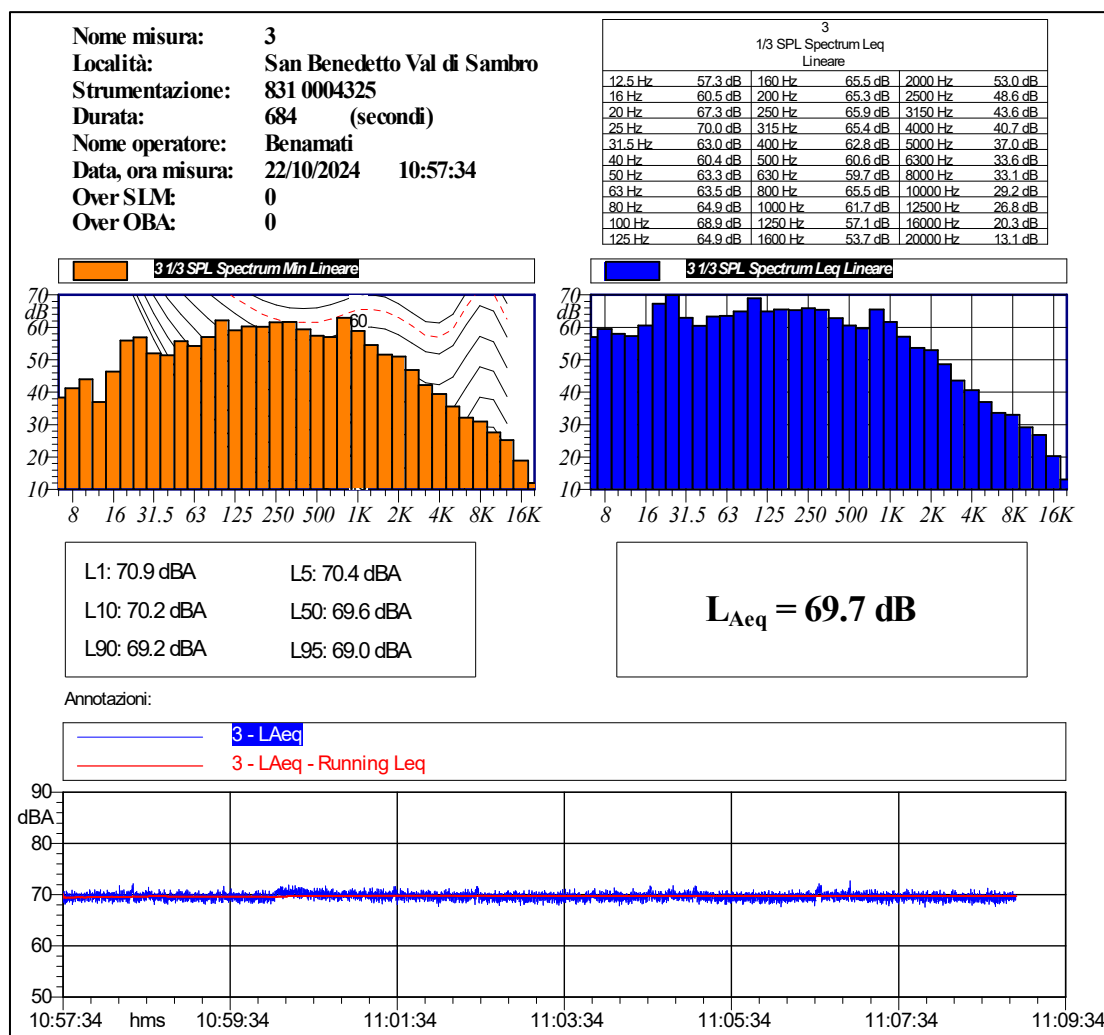 Nome misura: 3
Località: San Benedetto Val di Sambro
Strumentazione: 831 0004325
Durata: 684 (secondi)
Nome operatore: Benamati
Data, ora misura: 22/10/2024 10:57:34
Over SLM: 0
Over OBA: 0
3
1/3 SPL Spectrum Leq
Lineare
12.5 Hz 57.3 dB 160 Hz 65.5 dB 2000 Hz 53.0 dB
16 Hz 60.5 dB 200 Hz 65.3 dB 2500 Hz 48.6 dB
20 Hz 67.3 dB 250 Hz 65.9 dB 3150 Hz 43.6 dB
25 Hz 70.0 dB 315 Hz 65.4 dB 4000 Hz 40.7 dB
31.5 Hz 63.0 dB 400 Hz 62.8 dB 5000 Hz 37.0 dB
40 Hz 60.4 dB 500 Hz 60.6 dB 6300 Hz 33.6 dB
50 Hz 63.3 dB 630 Hz 59.7 dB 8000 Hz 33.1 dB
63 Hz 63.5 dB 800 Hz 65.5 dB 10000 Hz 29.2 dB
80 Hz 64.9 dB 1000 Hz 61.7 dB 12500 Hz 26.8 dB
100 Hz 68.9 dB 1250 Hz 57.1 dB 16000 Hz 20.3 dB
125 Hz 64.9 dB 1600 Hz 53.7 dB 20000 Hz 13.1 dB
3 1/3 SPL Spectrum Min Lineare
70
dB
60
50
40
30
20
10
60
8 16 31.5 63 125 250 500 1K 2K 4K 8K 16K
3 1/3 SPL Spectrum Leq Lineare
70
dB
60
50
40
30
20
10
8 16 31.5 63 125 250 500 1K 2K 4K 8K 16K
L1: 70.9 dBA L5: 70.4 dBA
L10: 70.2 dBA L50: 69.6 dBA
L90: 69.2 dBA L95: 69.0 dBA
LAeq = 69.7 dB
Annotazioni:
3 - LAeq
3 - LAeq - Running Leq
90
dBA
80
70
60
50
10:57:34 hms 10:59:34 11:01:34 11:03:34 11:05:34 11:07:34 11:09:34